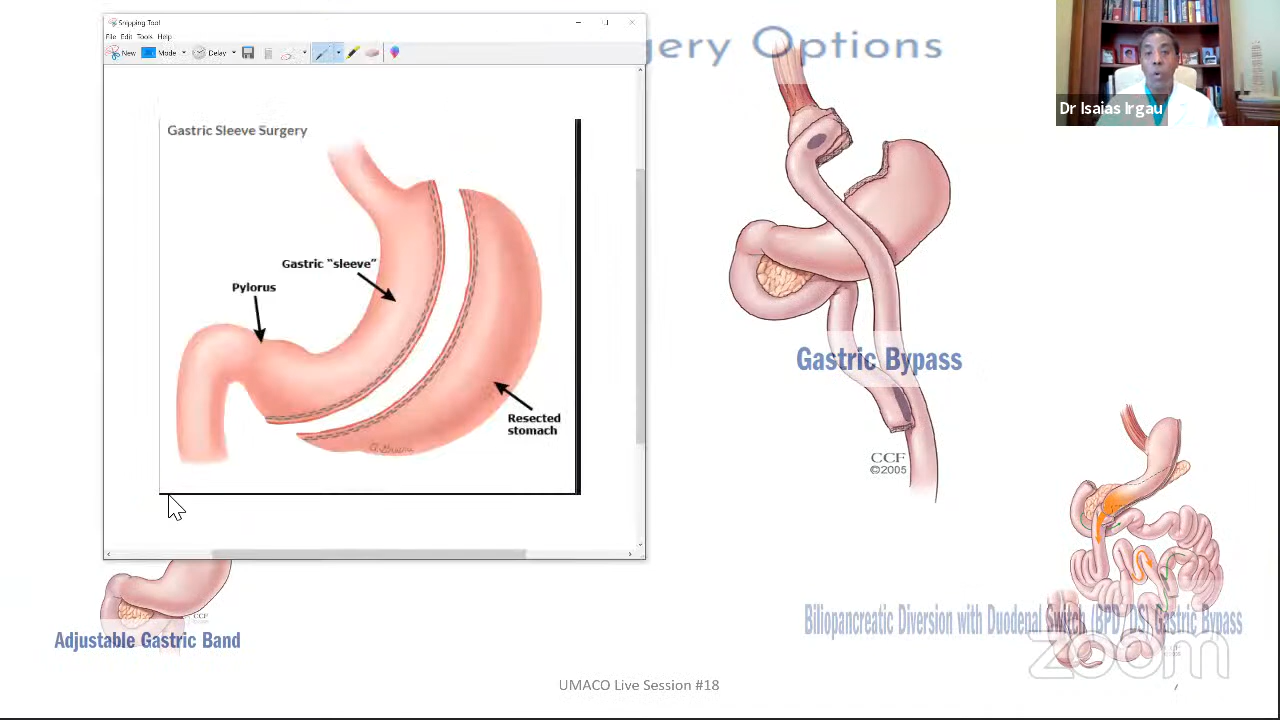 Snipping Tool
File Edit Tools Help
New Mode Delay
gery Options
Dr Isaias Irgau
Gastric Sleeve Surgery
Gastric “sleeve”
Pylorus
Resected
stomach
Gastric Bypass
CCF
©2005
CCF
Adjustable Gastric Band
Biliopancreatic Diversion with Duodenal Switch (BPD/DS) Gastric Bypass
zoom
UMACO Live Session #18